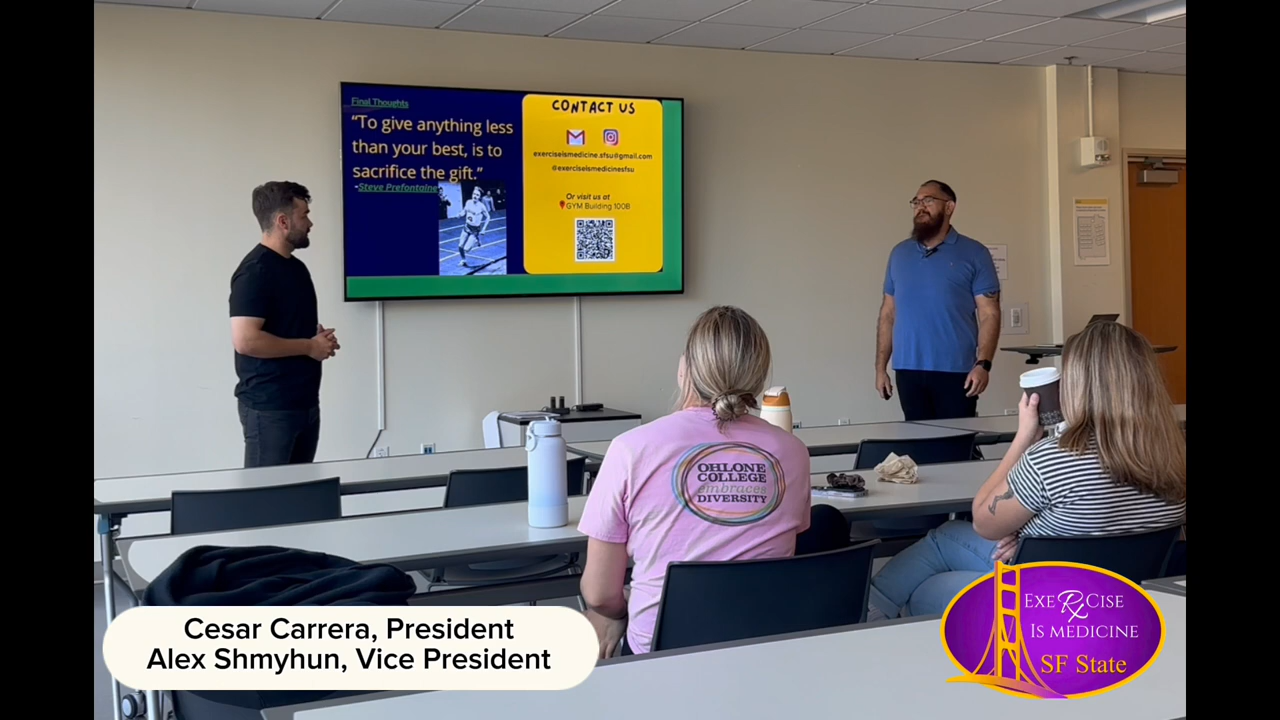 Final Thoughts
“To give anything less
than your best, is to
sacrifice the gift.”
-Steve Prefontaine
CONTACT US
exerciseismedicine.sfsu@gmail.com
@exerciseismedicinesfsu
Or visit us at
GYM Building 100B
OHLONE
COLLEGE
embraces
DIVERSITY
Cesar Carrera, President
Alex Shmyhun, Vice President
EXERCISE
IS MEDICINE
SF State